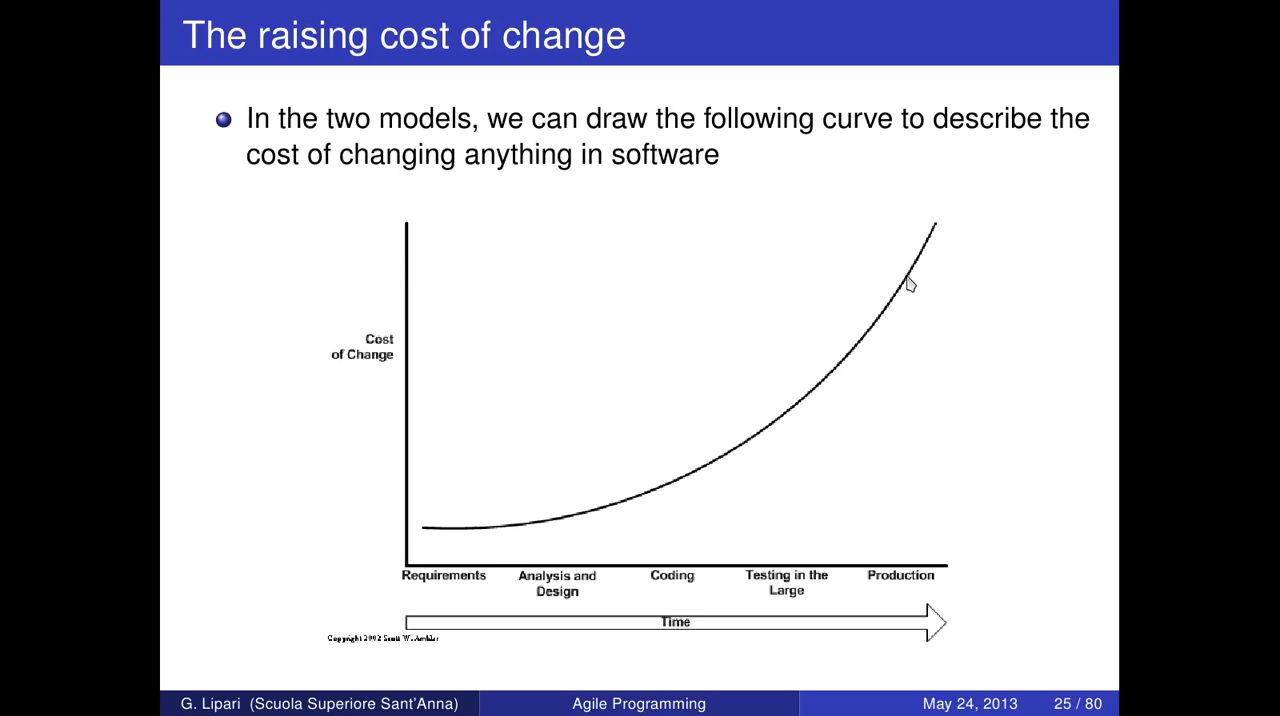 The raising cost of change
In the two models, we can draw the following curve to describe the
cost of changing anything in software
Cost
of Change
Requirements
Analysis and
Design
Coding
Testing in the
Large
Production
Time
Copyright 2002 Scott W. Ambler
G. Lipari (Scuola Superiore Sant'Anna)
Agile Programming
May 24, 2013
25 / 80